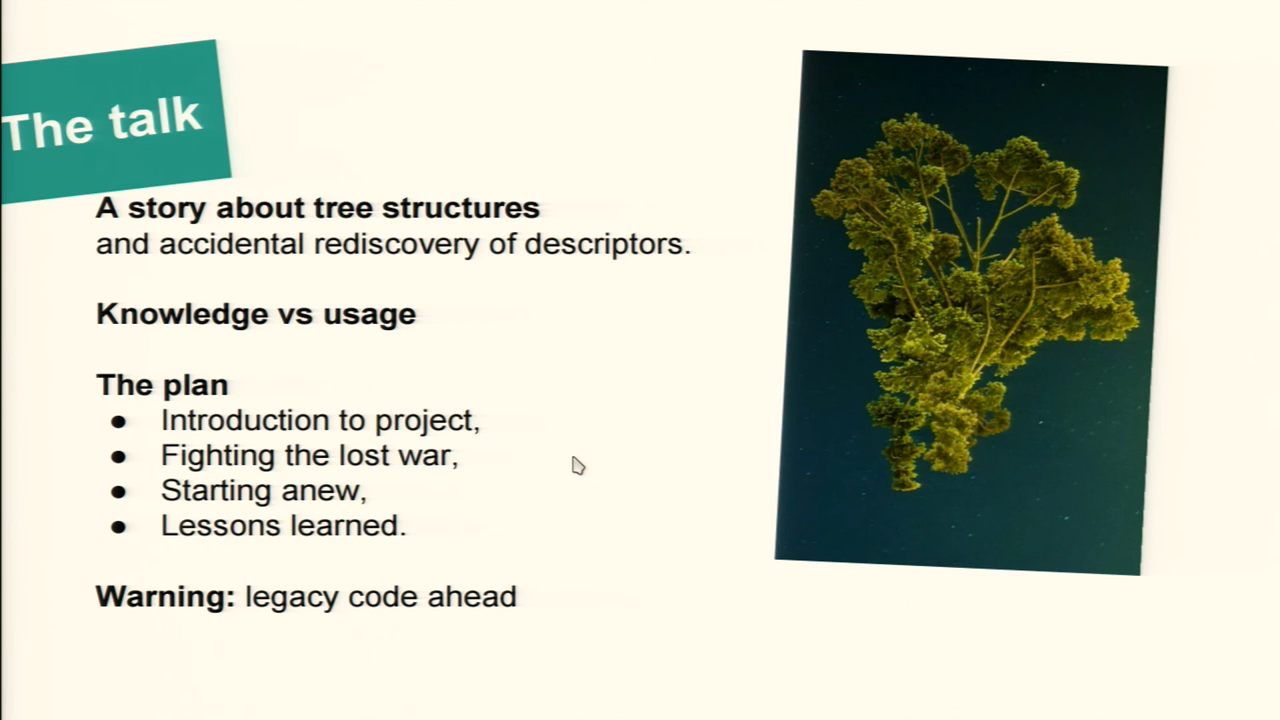 The talk
A story about tree structures
and accidental rediscovery of descriptors.
Knowledge vs usage
The plan
● Introduction to project,
● Fighting the lost war,
● Starting anew,
● Lessons learned.
Warning: legacy code ahead